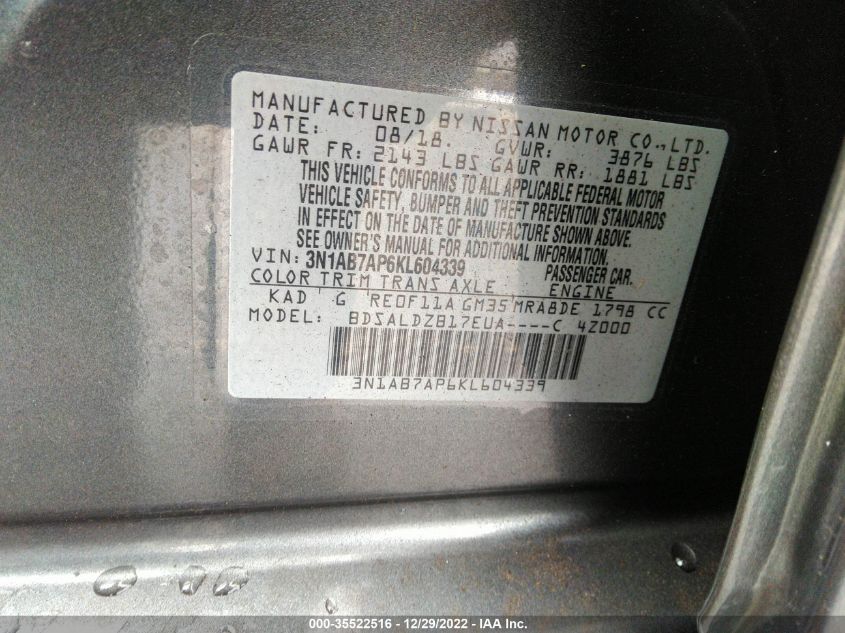 MANUFACTURED BY NISSAN MOTOR CO.,LTD.
DATE: 08/18. GVWR: 3876 LBS
GAWR FR: 2143 LBS GAWR RR: 1881 LBS
THIS VEHICLE CONFORMS TO ALL APPLICABLE FEDERAL MOTOR
VEHICLE SAFETY, BUMPER AND THEFT PREVENTION STANDARDS
IN EFFECT ON THE DATE OF MANUFACTURE SHOWN ABOVE.
SEE OWNER'S MANUAL FOR ADDITIONAL INFORMATION.
VIN: 3N1AB7AP6KL604339 PASSENGER CAR.
COLOR TRIM TRANS AXLE ENGINE
KAD G RE0F11A GM35 MRA8DE 1798 CC
MODEL: BDSALDZB17EUA----C 4Z000
3N1AB7AP6KL604339
000-35522516 - 12/29/2022 - IAA Inc.